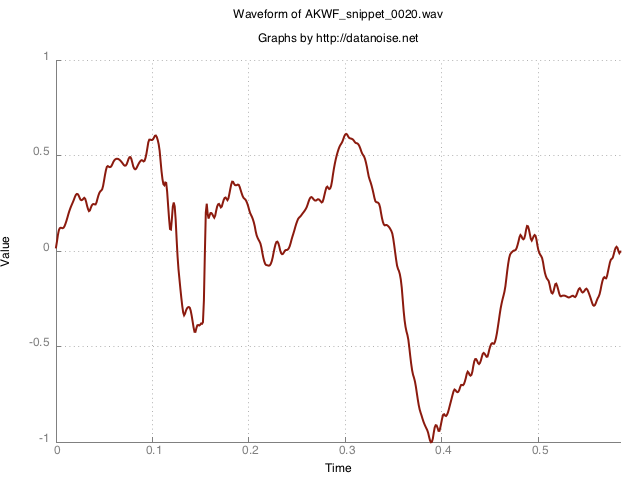 Waveform of AKWF_snippet_0020.wav
Graphs by http://datanoise.net
1
0.5
0
-0.5
-1
Value
0 0.1 0.2 0.3 0.4 0.5
Time